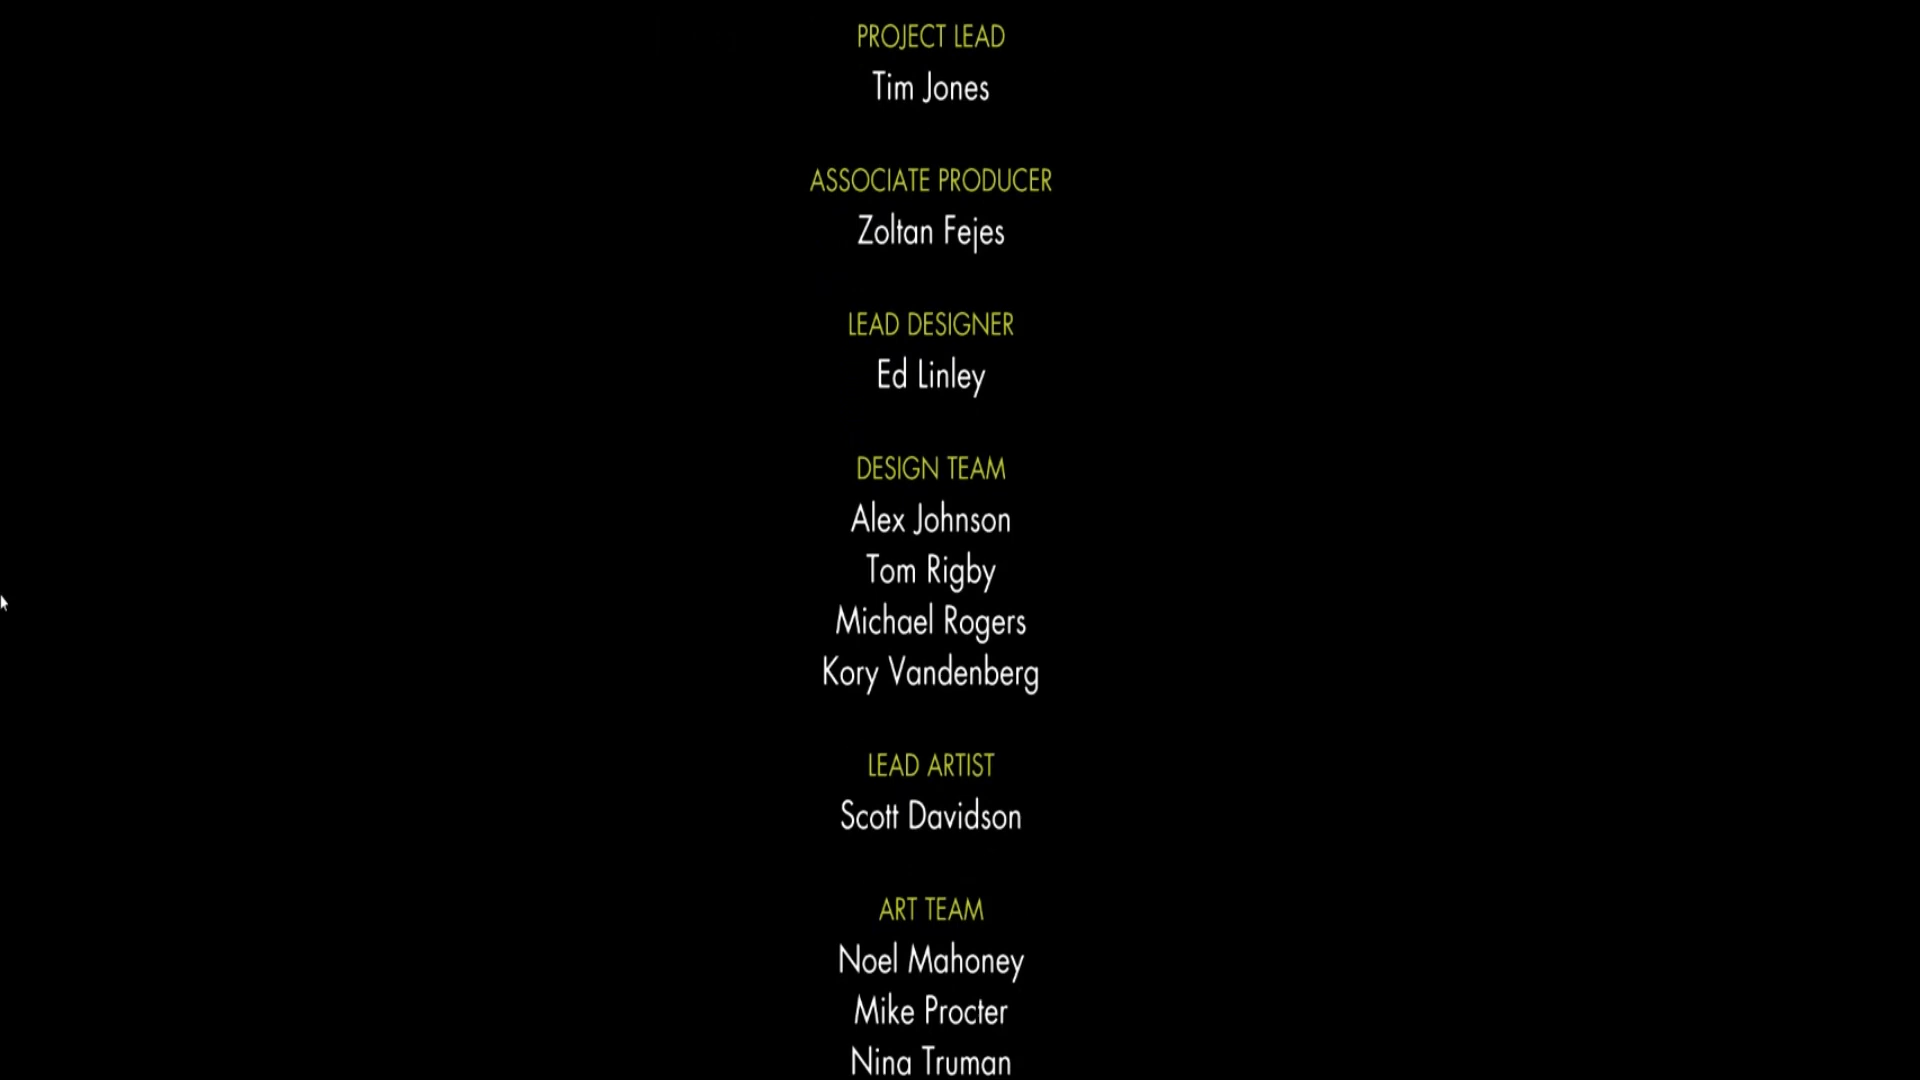 PROJECT LEAD
Tim Jones
ASSOCIATE PRODUCER
Zoltan Fejes
LEAD DESIGNER
Ed Linley
DESIGN TEAM
Alex Johnson
Tom Rigby
Michael Rogers
Kory Vandenberg
LEAD ARTIST
Scott Davidson
ART TEAM
Noel Mahoney
Mike Procter
Nina Truman